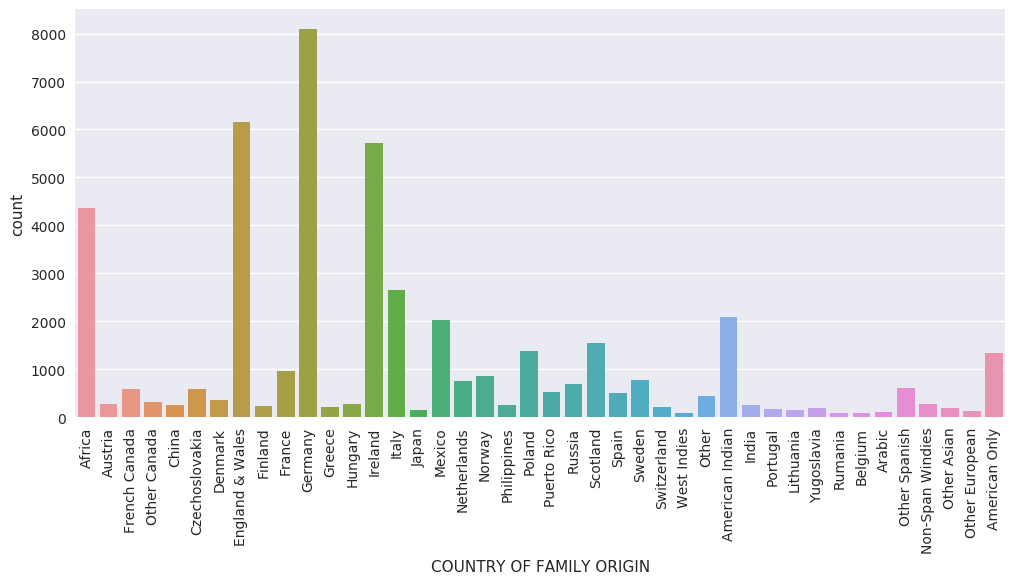 8000
7000
6000
5000
4000
3000
2000
1000
0
count
Africa
Austria
French Canada
Other Canada
China
Czechoslovakia
Denmark
England & Wales
Finland
France
Germany
Greece
Hungary
Ireland
Italy
Japan
Mexico
Netherlands
Norway
Philippines
Poland
Puerto Rico
Russia
Scotland
Spain
Sweden
Switzerland
West Indies
Other
American Indian
India
Portugal
Lithuania
Yugoslavia
Rumania
Belgium
Arabic
Other Spanish
Non-Span Windies
Other Asian
Other European
American Only
COUNTRY OF FAMILY ORIGIN